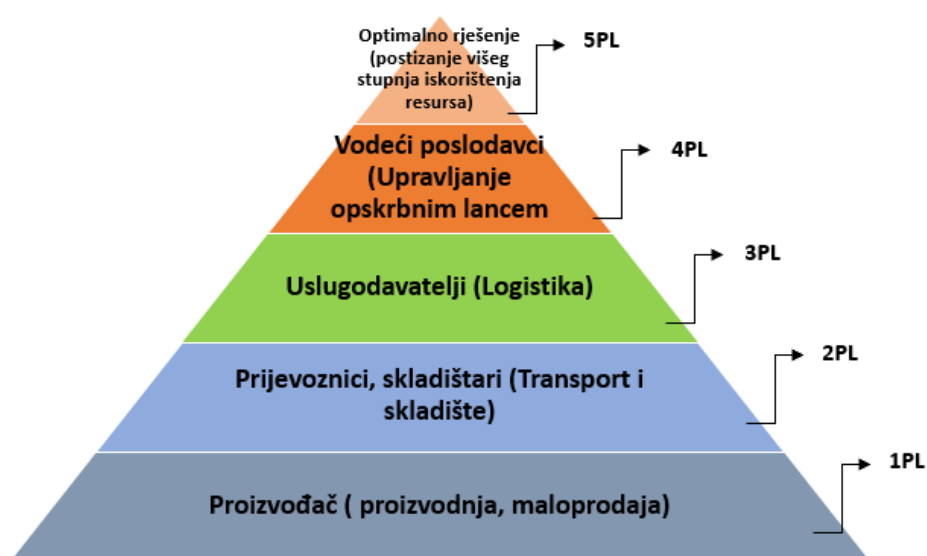 Optimalno rješenje
(postizanje višeg
stupnja iskorištenja
resursa)
5PL
Vodeći poslodavci
(Upravljanje
opskrbnim lancem
4PL
Uslugodavatelji (Logistika)
3PL
Prijevoznici, skladištari (Transport i
skladište)
2PL
Proizvođač ( proizvodnja, maloprodaja)
1PL